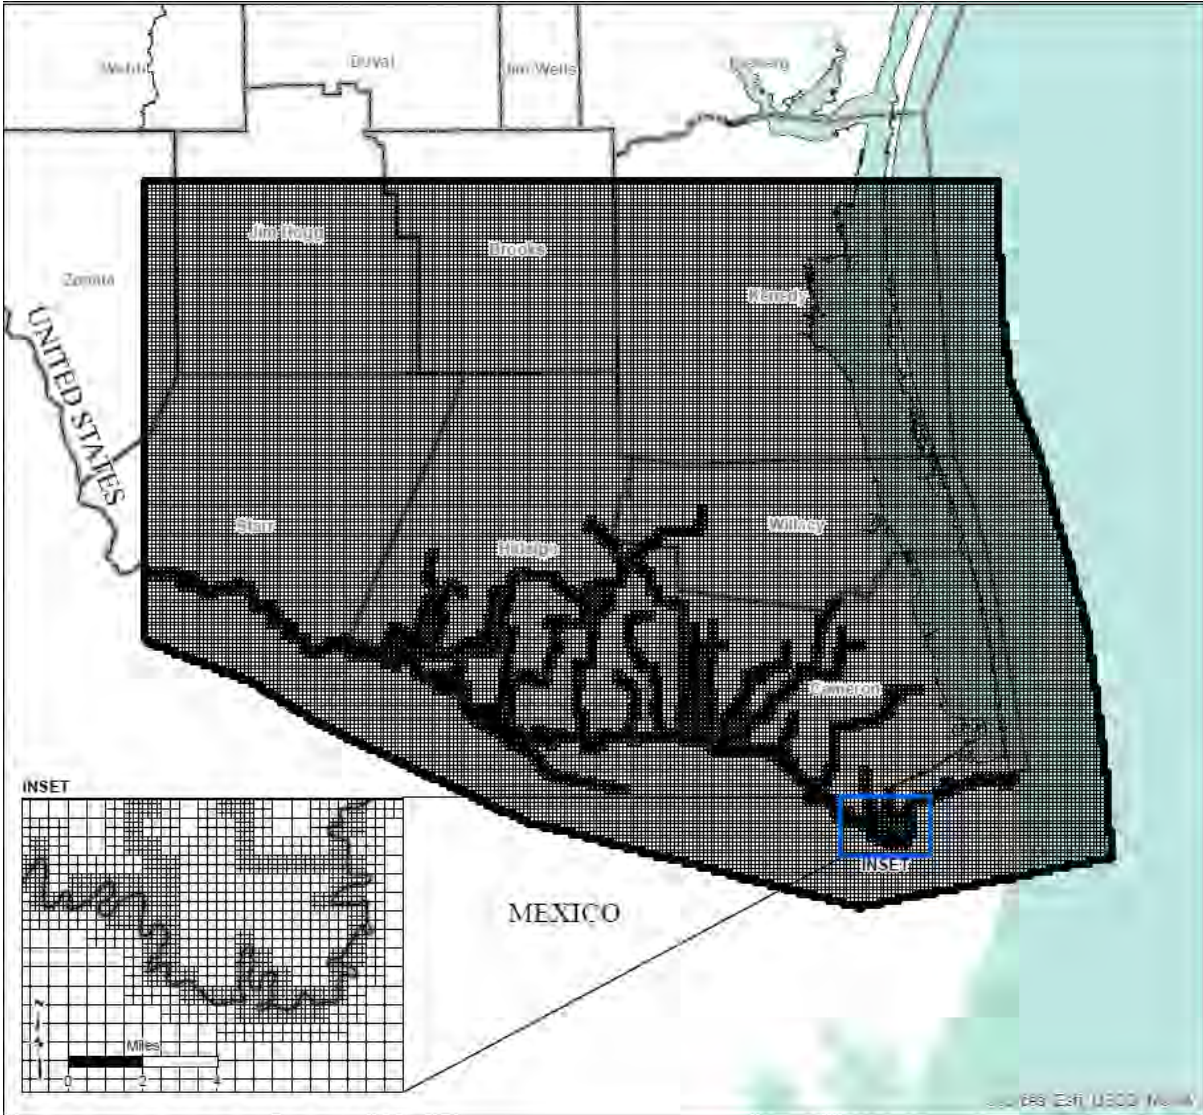 Webb
Duval
Jim Wells
Kleberg
Jim Hogg
Brooks
Zapata
Kenedy
UNITED STATES
Starr
Hidalgo
Willacy
Cameron
INSET
INSET
MEXICO
N
Miles
0 2 4
Esri, USGS, NOAA